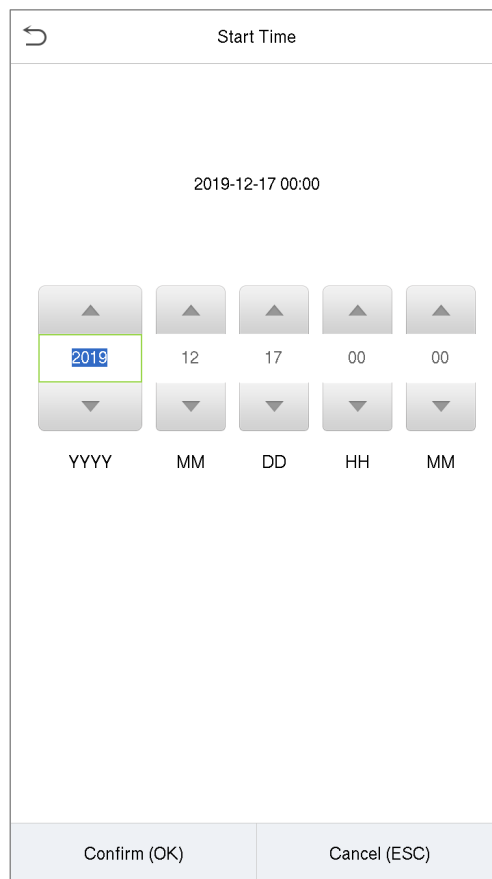 Start Time
2019-12-17 00:00
2019 12 17 00 00
YYYY MM DD HH MM
Confirm (OK) Cancel (ESC)